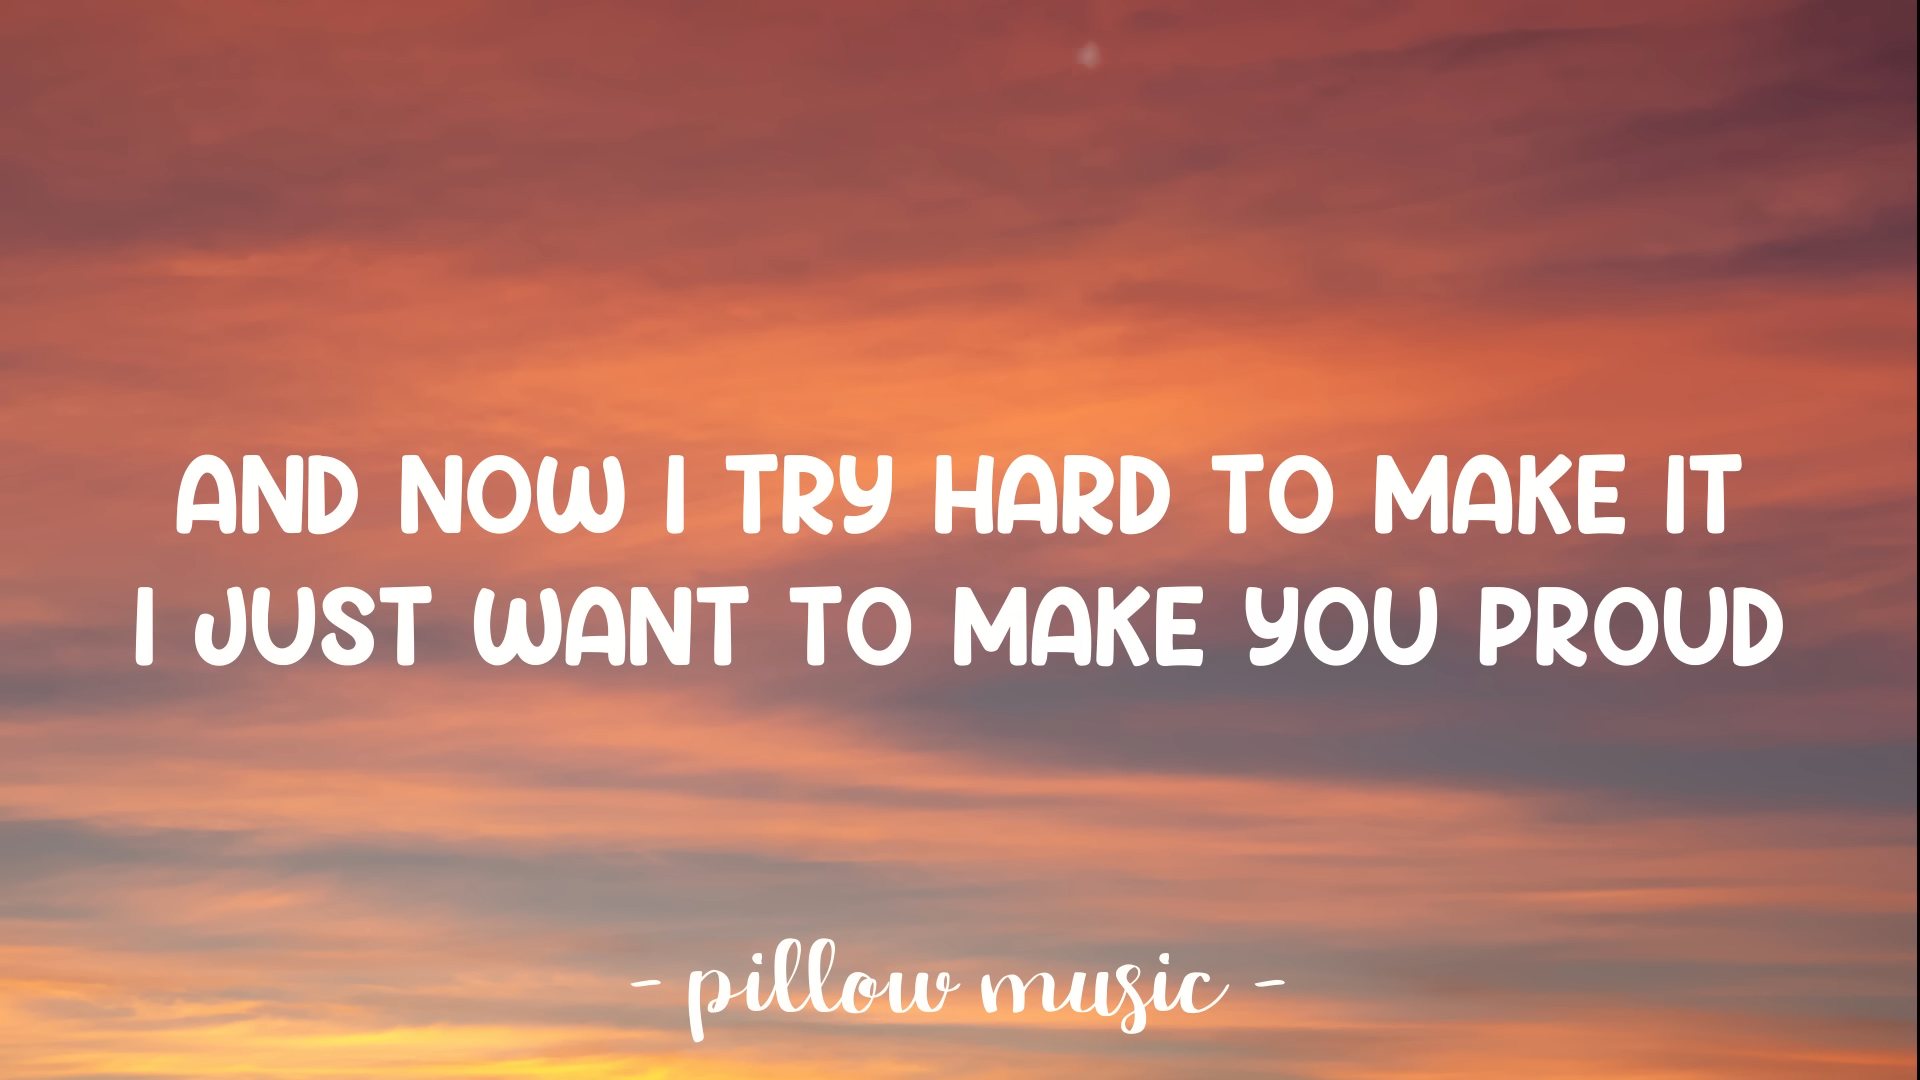 AND NOW I TRY HARD TO MAKE IT
I JUST WANT TO MAKE YOU PROUD
- pillow music -